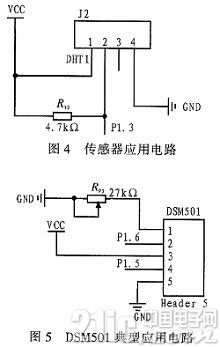 VCC
J2
DHT1
1 2 3 4
R₁₉
4.7kΩ
P1.3
GND
图 4 传感器应用电路
GND
27kΩ
DSM501
VCC
P1.6
P1.5
1
2
3
4
5
GND
Header 5
图 5 DSM501 典型应用电路